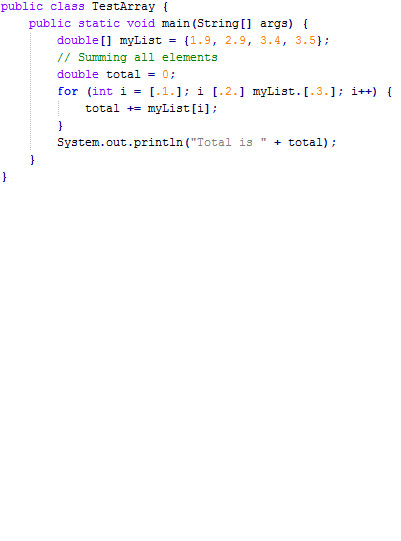 public class TestArray {
public static void main(String[] args) {
double[] myList = {1.9, 2.9, 3.4, 3.5};
// Summing all elements
double total = 0;
for (int i = [.1.]; i [.2.] myList.[.3.]; i++) {
total += myList[i];
}
System.out.println("Total is " + total);
}
}